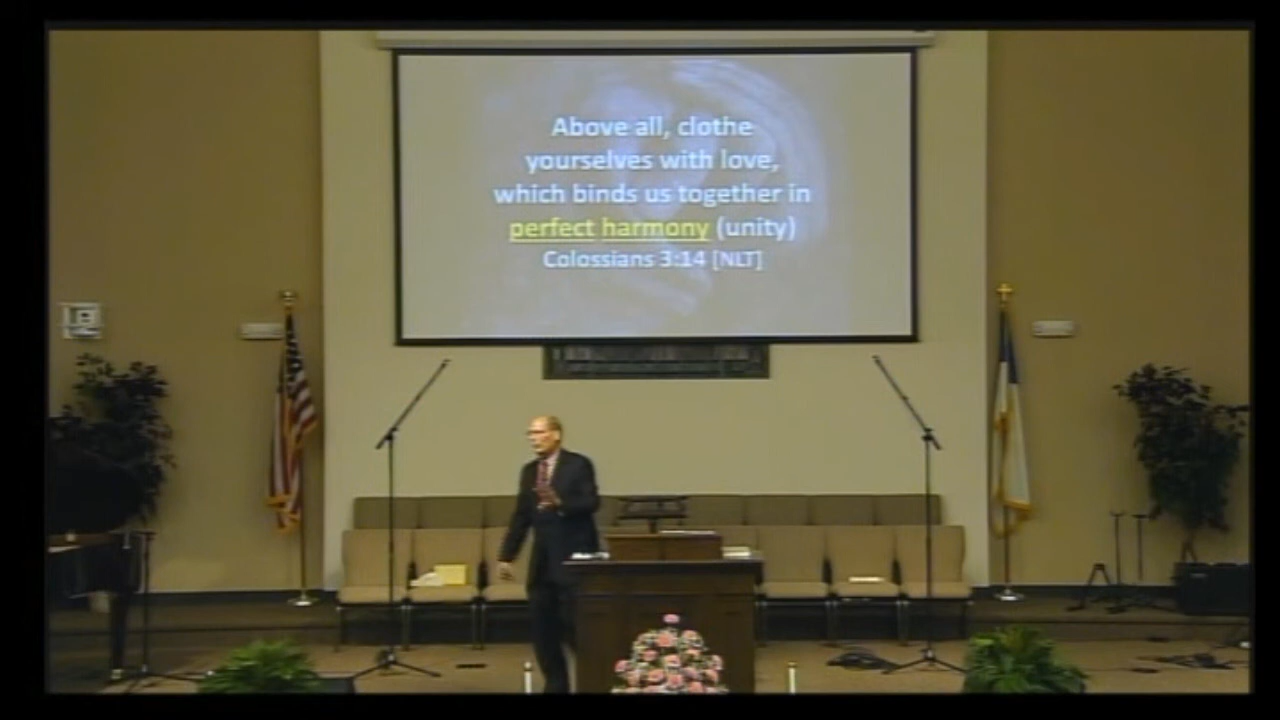 Above all, clothe
yourselves with love,
which binds us together in
perfect harmony (unity)
Colossians 3:14 [NLT]